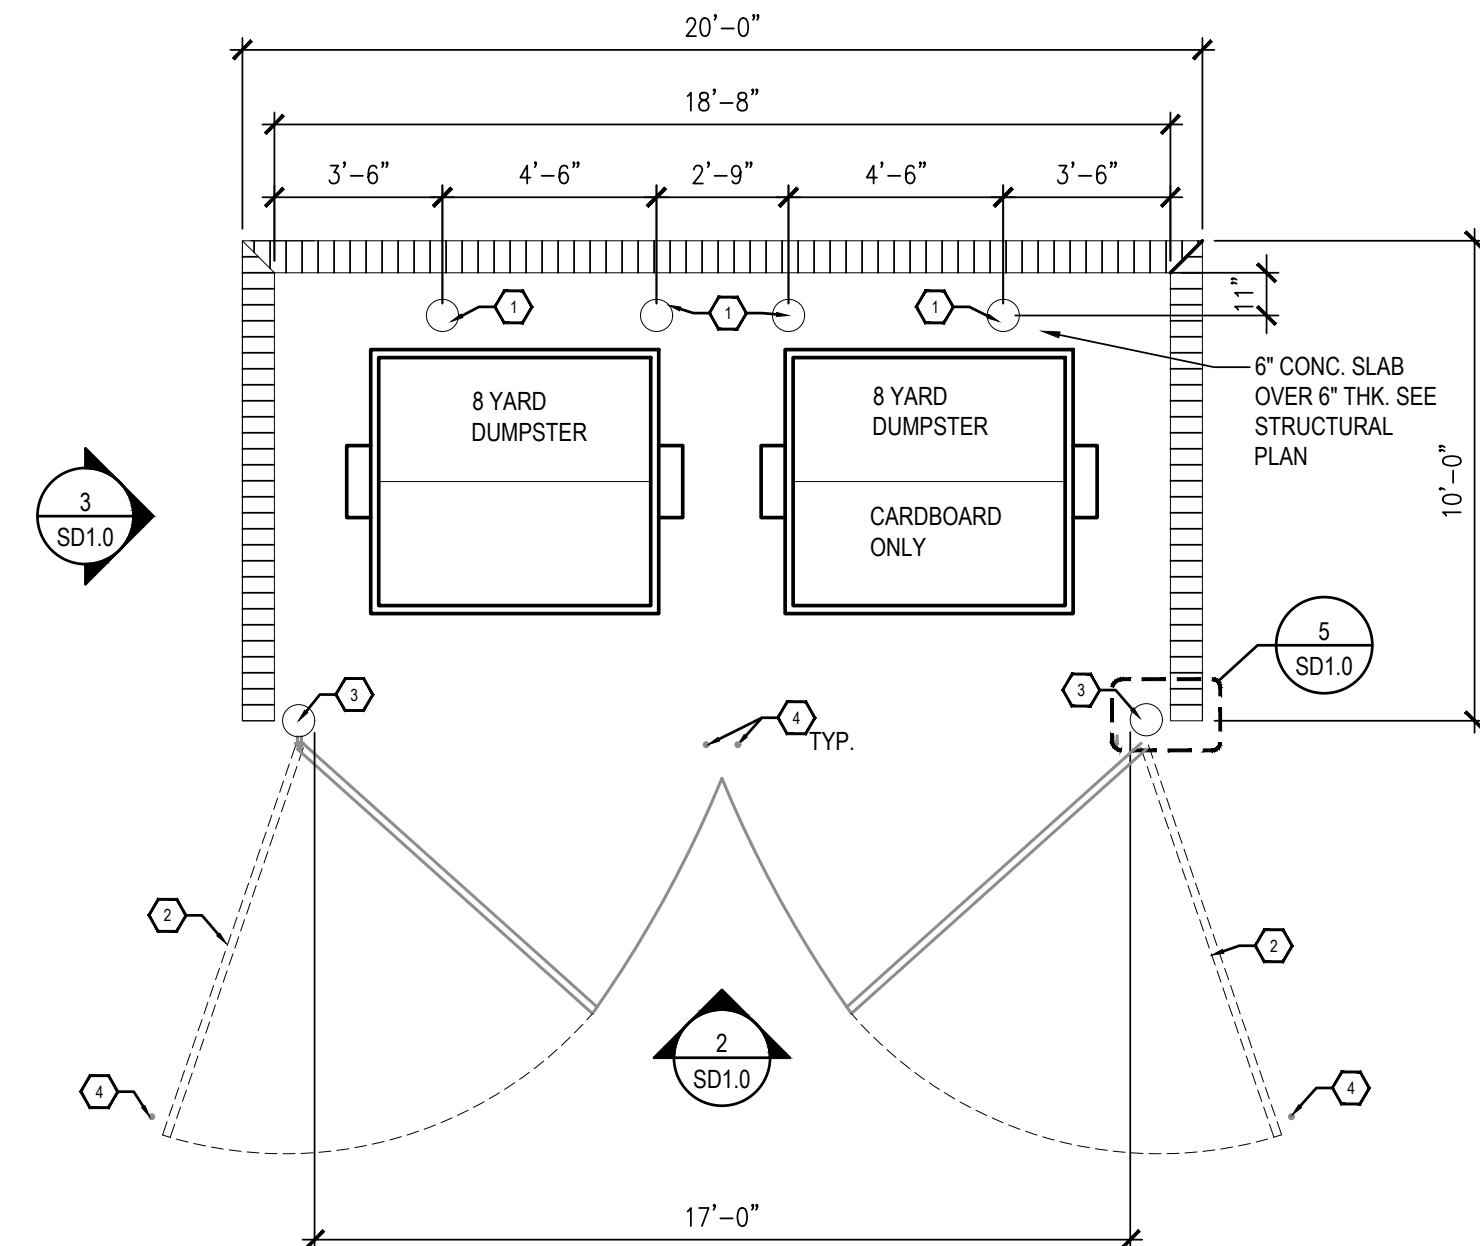 20’-0”
18’-8”
3’-6”
4’-6”
2’-9”
4’-6”
3’-6”
11”
1
1
1
8 YARD
DUMPSTER
8 YARD
DUMPSTER
CARDBOARD
ONLY
6" CONC. SLAB
OVER 6" THK. SEE
STRUCTURAL
PLAN
10’-0”
3
SD1.0
5
SD1.0
3
3
4
TYP.
2
2
2
SD1.0
4
4
17’-0”